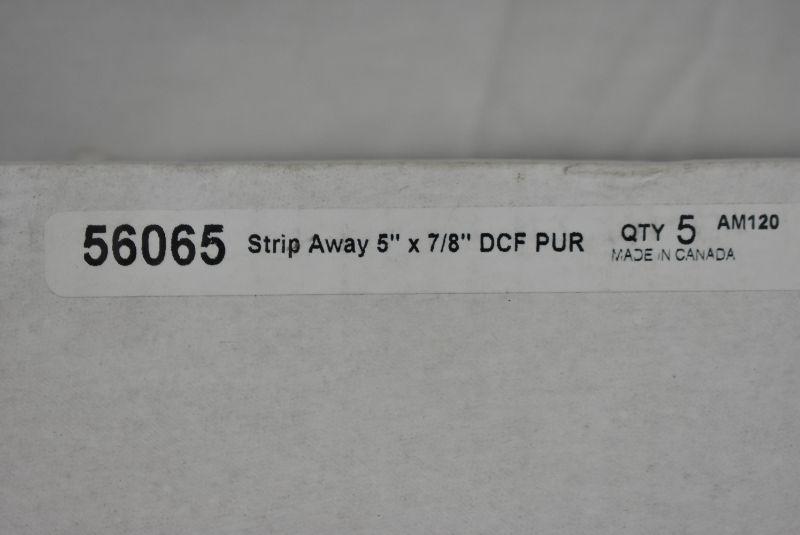 56065 Strip Away 5" x 7/8" DCF PUR QTY 5 AM120
MADE IN CANADA